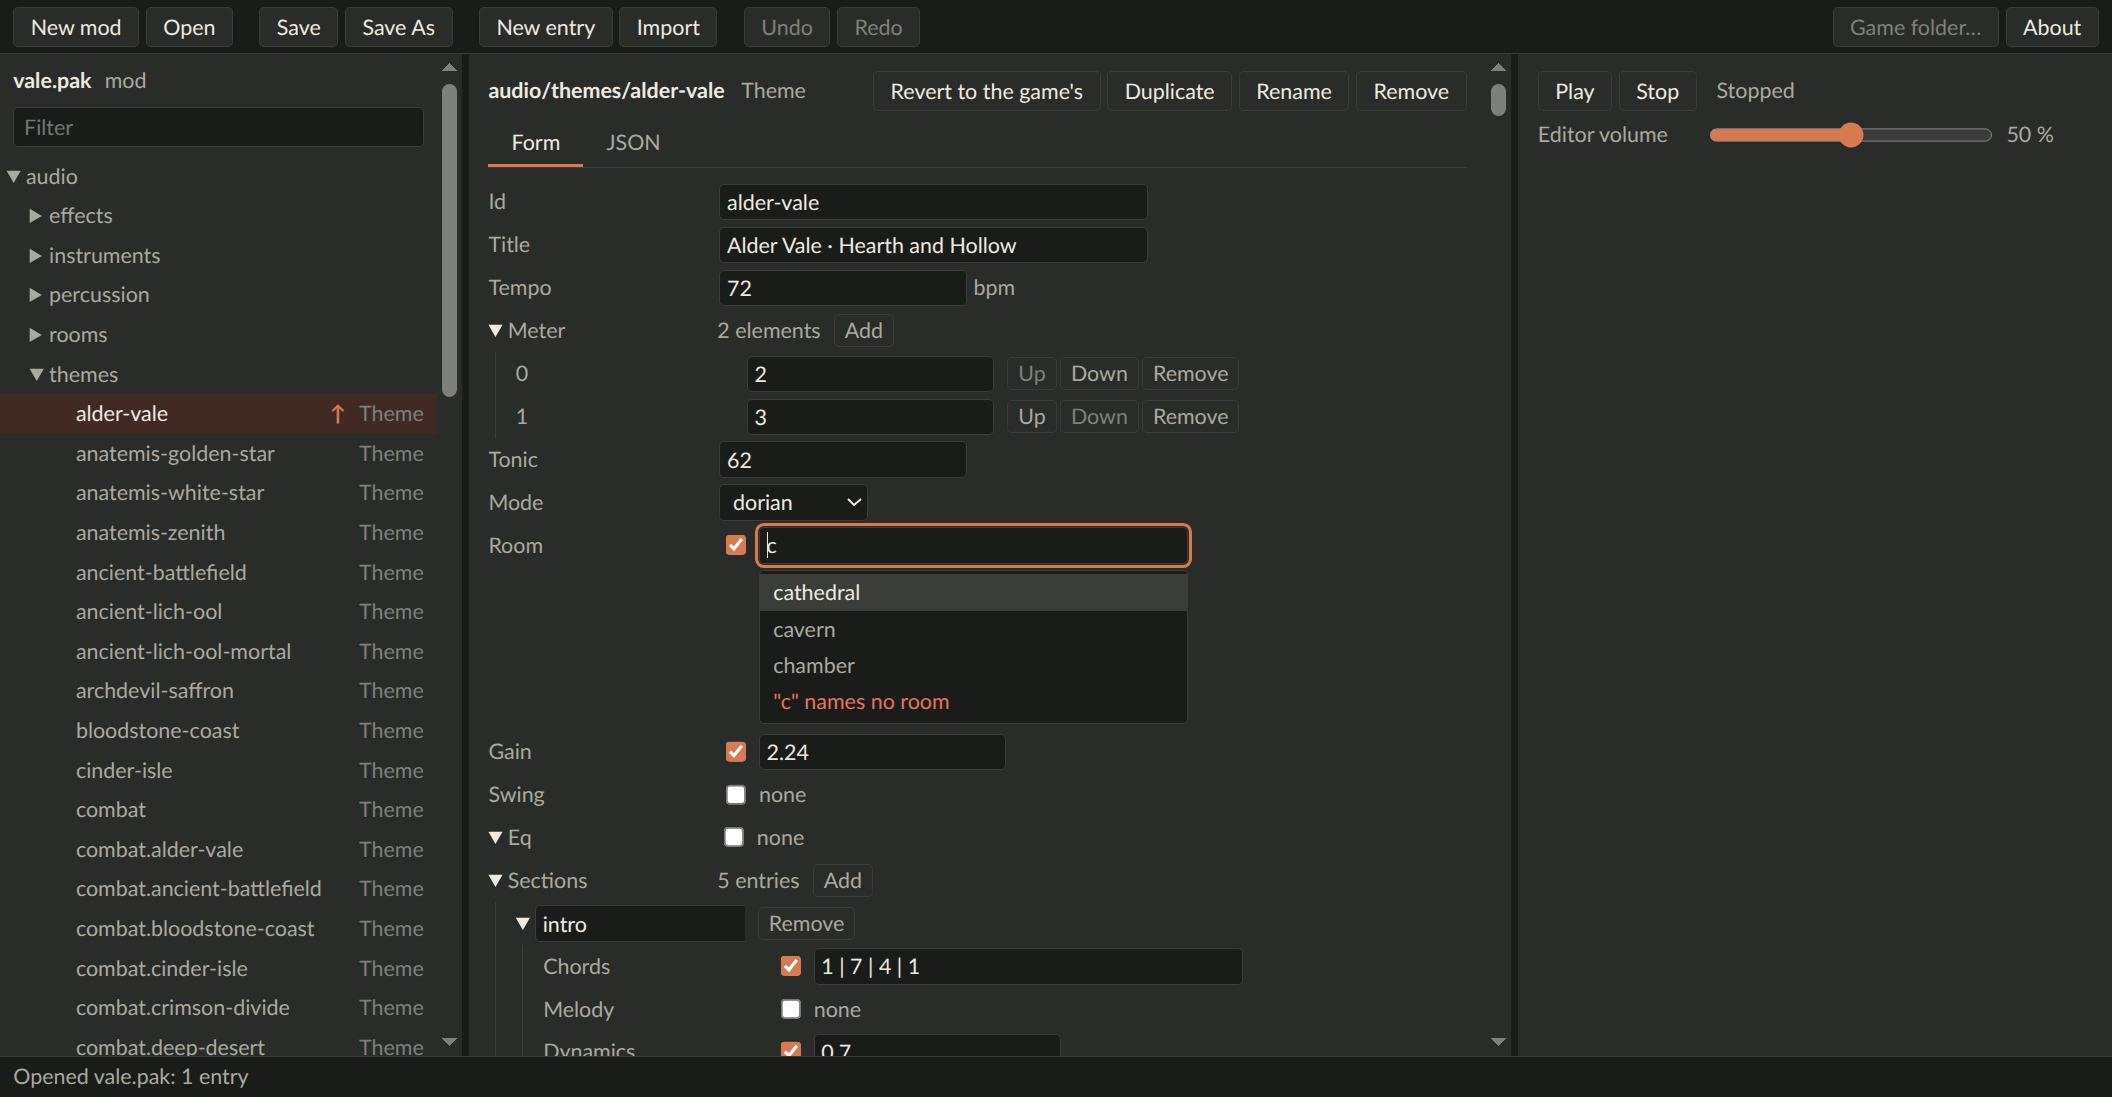 New mod Open Save Save As New entry Import Undo Redo Game folder... About
vale.pak mod
Filter
audio
effects
instruments
percussion
rooms
themes
alder-vale ↑ Theme
anatemis-golden-star Theme
anatemis-white-star Theme
anatemis-zenith Theme
ancient-battlefield Theme
ancient-lich-ool Theme
ancient-lich-ool-mortal Theme
archdevil-saffron Theme
bloodstone-coast Theme
cinder-isle Theme
combat Theme
combat.alder-vale Theme
combat.ancient-battlefield Theme
combat.bloodstone-coast Theme
combat.cinder-isle Theme
combat.crimson-divide Theme
combat.deep-desert Theme
audio/themes/alder-vale Theme Revert to the game's Duplicate Rename Remove
Form JSON
Id alder-vale
Title Alder Vale · Hearth and Hollow
Tempo 72 bpm
Meter 2 elements Add
0 2 Up Down Remove
1 3 Up Down Remove
Tonic 62
Mode dorian
Room c
cathedral
cavern
chamber
"c" names no room
Gain 2.24
Swing none
Eq none
Sections 5 entries Add
intro Remove
Chords 1 | 7 | 4 | 1
Melody none
Dynamics 0.7
Play Stop Stopped
Editor volume 50 %
Opened vale.pak: 1 entry